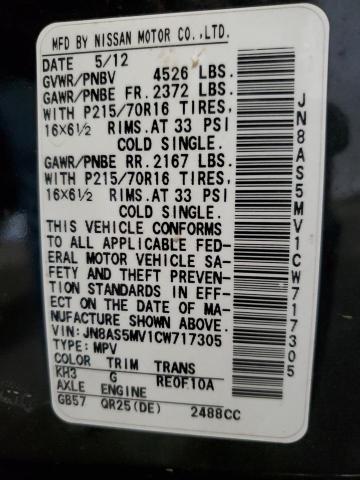 MFD BY NISSAN MOTOR CO.,LTD.
DATE 5/12
GVWR/PNBV 4526 LBS.
GAWR/PNBE FR. 2372 LBS.
WITH P215/70R16 TIRES,
16X6½ RIMS. AT 33 PSI
COLD SINGLE.
GAWR/PNBE RR. 2167 LBS.
WITH P215/70R16 TIRES,
16X6½ RIMS. AT 33 PSI
COLD SINGLE.
THIS VEHICLE CONFORMS
TO ALL APPLICABLE FED-
ERAL MOTOR VEHICLE SA-
FETY AND THEFT PREVEN-
TION STANDARDS IN EFF-
ECT ON THE DATE OF MA-
NUFACTURE SHOWN ABOVE.
VIN: JN8AS5MV1CW717305
TYPE: MPV
COLOR TRIM TRANS
KH3 G RE0F10A
AXLE ENGINE
GB57 QR25(DE) 2488CC
JN8AS5MV1CW717305